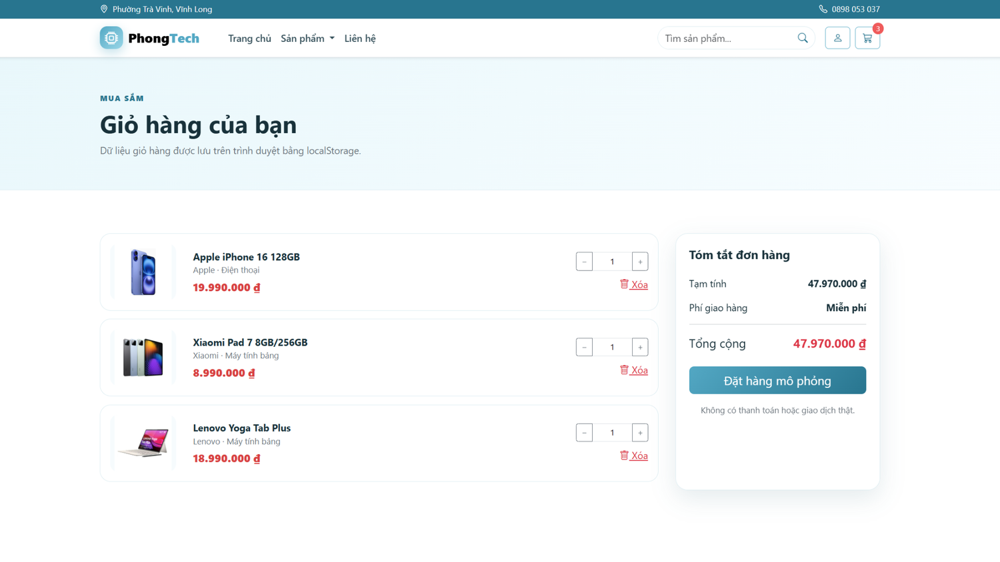 Phường Trà Vinh, Vĩnh Long
0898 053 037
PhongTech
Trang chủ
Sản phẩm
Liên hệ
Tìm sản phẩm...
3
MUA SẮM
Giỏ hàng của bạn
Dữ liệu giỏ hàng được lưu trên trình duyệt bằng localStorage.
Apple iPhone 16 128GB
Apple · Điện thoại
19.990.000 ₫
− 1 +
Xóa
Xiaomi Pad 7 8GB/256GB
Xiaomi · Máy tính bảng
8.990.000 ₫
− 1 +
Xóa
Lenovo Yoga Tab Plus
Lenovo · Máy tính bảng
18.990.000 ₫
− 1 +
Xóa
Tóm tắt đơn hàng
Tạm tính 47.970.000 ₫
Phí giao hàng Miễn phí
Tổng cộng 47.970.000 ₫
Đặt hàng mô phỏng
Không có thanh toán hoặc giao dịch thật.